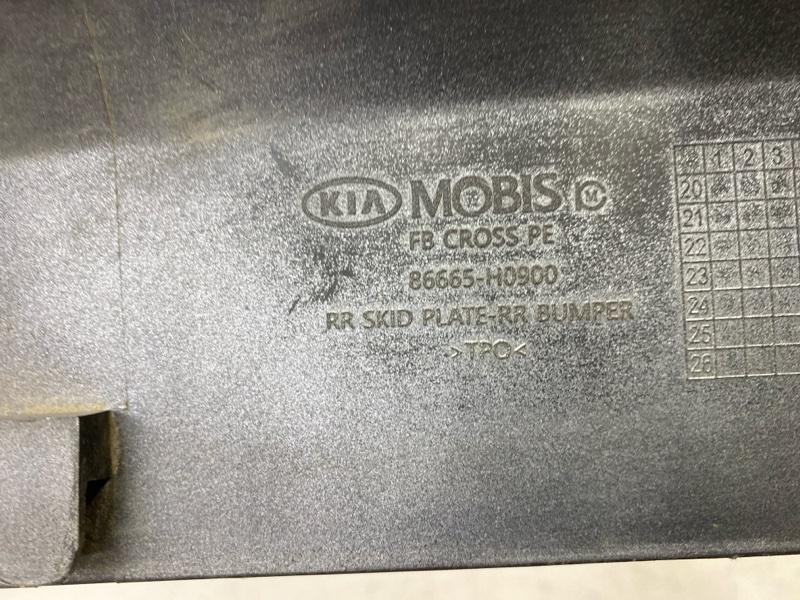 KIA MOBIS M
FB CROSS PE
86665-H0900
RR SKID PLATE-RR BUMPER
>TPO<
1 2 3
20
21
22
23
24
25
26